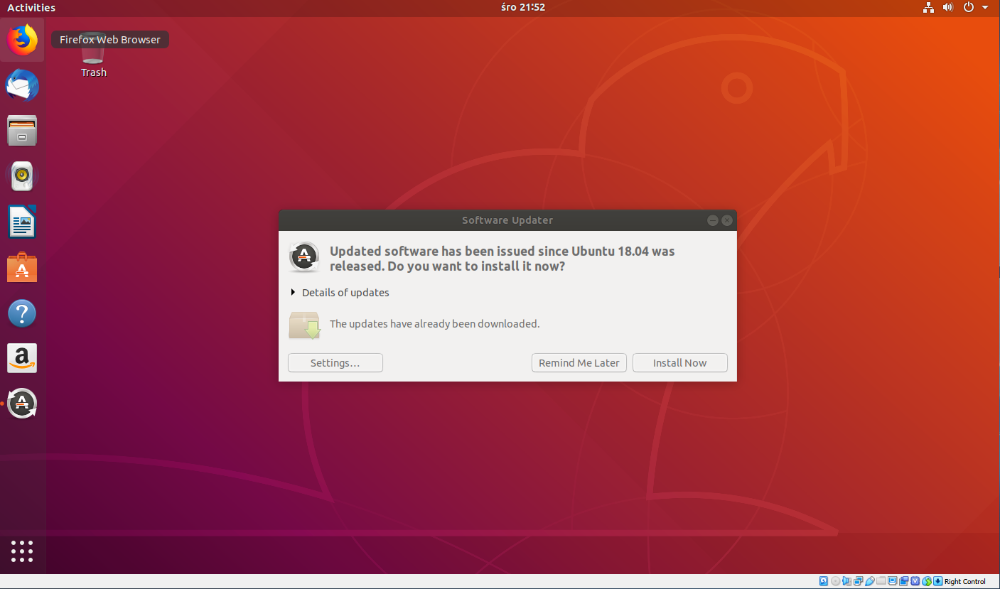 Activities
śro 21:52
Firefox Web Browser
Trash
Software Updater
Updated software has been issued since Ubuntu 18.04 was
released. Do you want to install it now?
Details of updates
The updates have already been downloaded.
Settings…
Remind Me Later
Install Now
Right Control